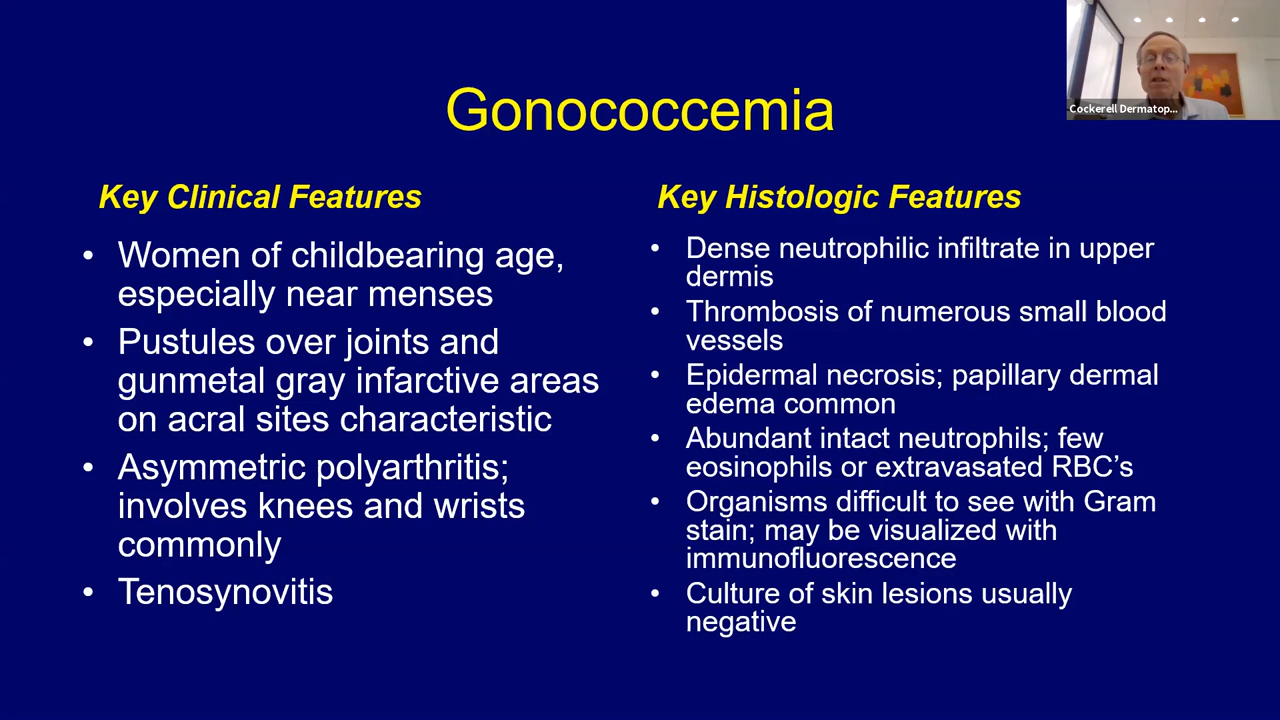 Cockerell Dermatop...
Gonococcemia
Key Clinical Features
• Women of childbearing age,
especially near menses
• Pustules over joints and
gunmetal gray infarctive areas
on acral sites characteristic
• Asymmetric polyarthritis;
involves knees and wrists
commonly
• Tenosynovitis
Key Histologic Features
• Dense neutrophilic infiltrate in upper
dermis
• Thrombosis of numerous small blood
vessels
• Epidermal necrosis; papillary dermal
edema common
• Abundant intact neutrophils; few
eosinophils or extravasated RBC’s
• Organisms difficult to see with Gram
stain; may be visualized with
immunofluorescence
• Culture of skin lesions usually
negative